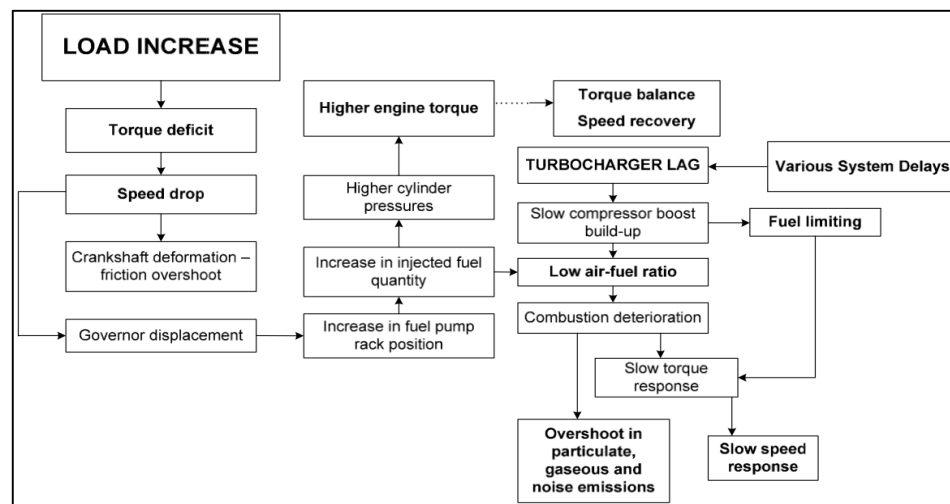 LOAD INCREASE
Torque deficit
Speed drop
Crankshaft deformation –
friction overshoot
Governor displacement
Higher engine torque
Higher cylinder
pressures
Increase in injected fuel
quantity
Increase in fuel pump
rack position
Torque balance
Speed recovery
TURBOCHARGER LAG
Various System Delays
Slow compressor boost
build-up
Fuel limiting
Low air-fuel ratio
Combustion deterioration
Slow torque
response
Overshoot in
particulate,
gaseous and
noise emissions
Slow speed
response